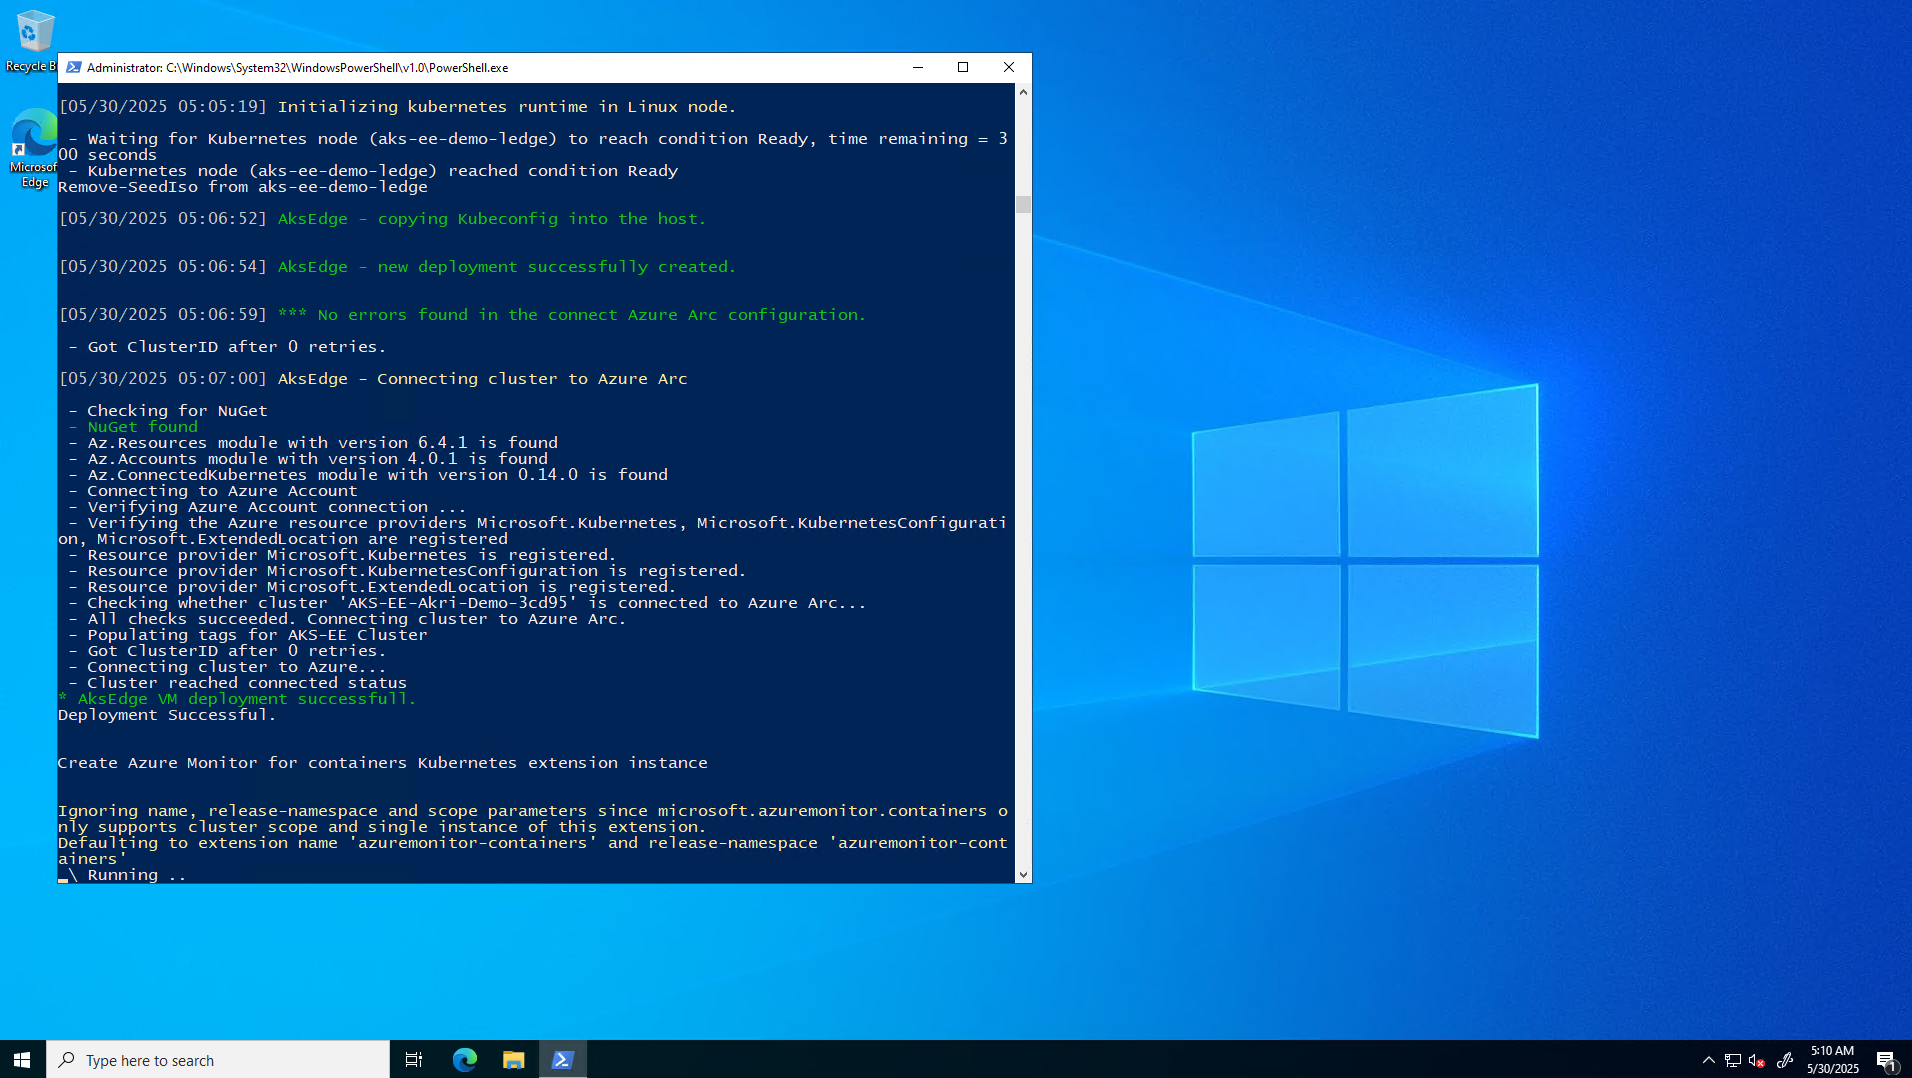 Recycle B
Microsof
Edge
Administrator: C:\Windows\System32\WindowsPowerShell\v1.0\PowerShell.exe
[05/30/2025 05:05:19] Initializing kubernetes runtime in Linux node.
- Waiting for Kubernetes node (aks-ee-demo-ledge) to reach condition Ready, time remaining = 3
00 seconds
- Kubernetes node (aks-ee-demo-ledge) reached condition Ready
Remove-SeedIso from aks-ee-demo-ledge
[05/30/2025 05:06:52] AksEdge - copying Kubeconfig into the host.
[05/30/2025 05:06:54] AksEdge - new deployment successfully created.
[05/30/2025 05:06:59] *** No errors found in the connect Azure Arc configuration.
- Got ClusterID after 0 retries.
[05/30/2025 05:07:00] AksEdge - Connecting cluster to Azure Arc
- Checking for NuGet
- NuGet found
- Az.Resources module with version 6.4.1 is found
- Az.Accounts module with version 4.0.1 is found
- Az.ConnectedKubernetes module with version 0.14.0 is found
- Connecting to Azure Account
- Verifying Azure Account connection ...
- Verifying the Azure resource providers Microsoft.Kubernetes, Microsoft.KubernetesConfigurati
on, Microsoft.ExtendedLocation are registered
- Resource provider Microsoft.Kubernetes is registered.
- Resource provider Microsoft.KubernetesConfiguration is registered.
- Resource provider Microsoft.ExtendedLocation is registered.
- Checking whether cluster 'AKS-EE-Akri-Demo-3cd95' is connected to Azure Arc...
- All checks succeeded. Connecting cluster to Azure Arc.
- Populating tags for AKS-EE Cluster
- Got ClusterID after 0 retries.
- Connecting cluster to Azure...
- Cluster reached connected status
* AksEdge VM deployment successfull.
Deployment Successful.
Create Azure Monitor for containers Kubernetes extension instance
Ignoring name, release-namespace and scope parameters since microsoft.azuremonitor.containers o
nly supports cluster scope and single instance of this extension.
Defaulting to extension name 'azuremonitor-containers' and release-namespace 'azuremonitor-cont
ainers'
\ Running ..
Type here to search
5:10 AM
5/30/2025
1